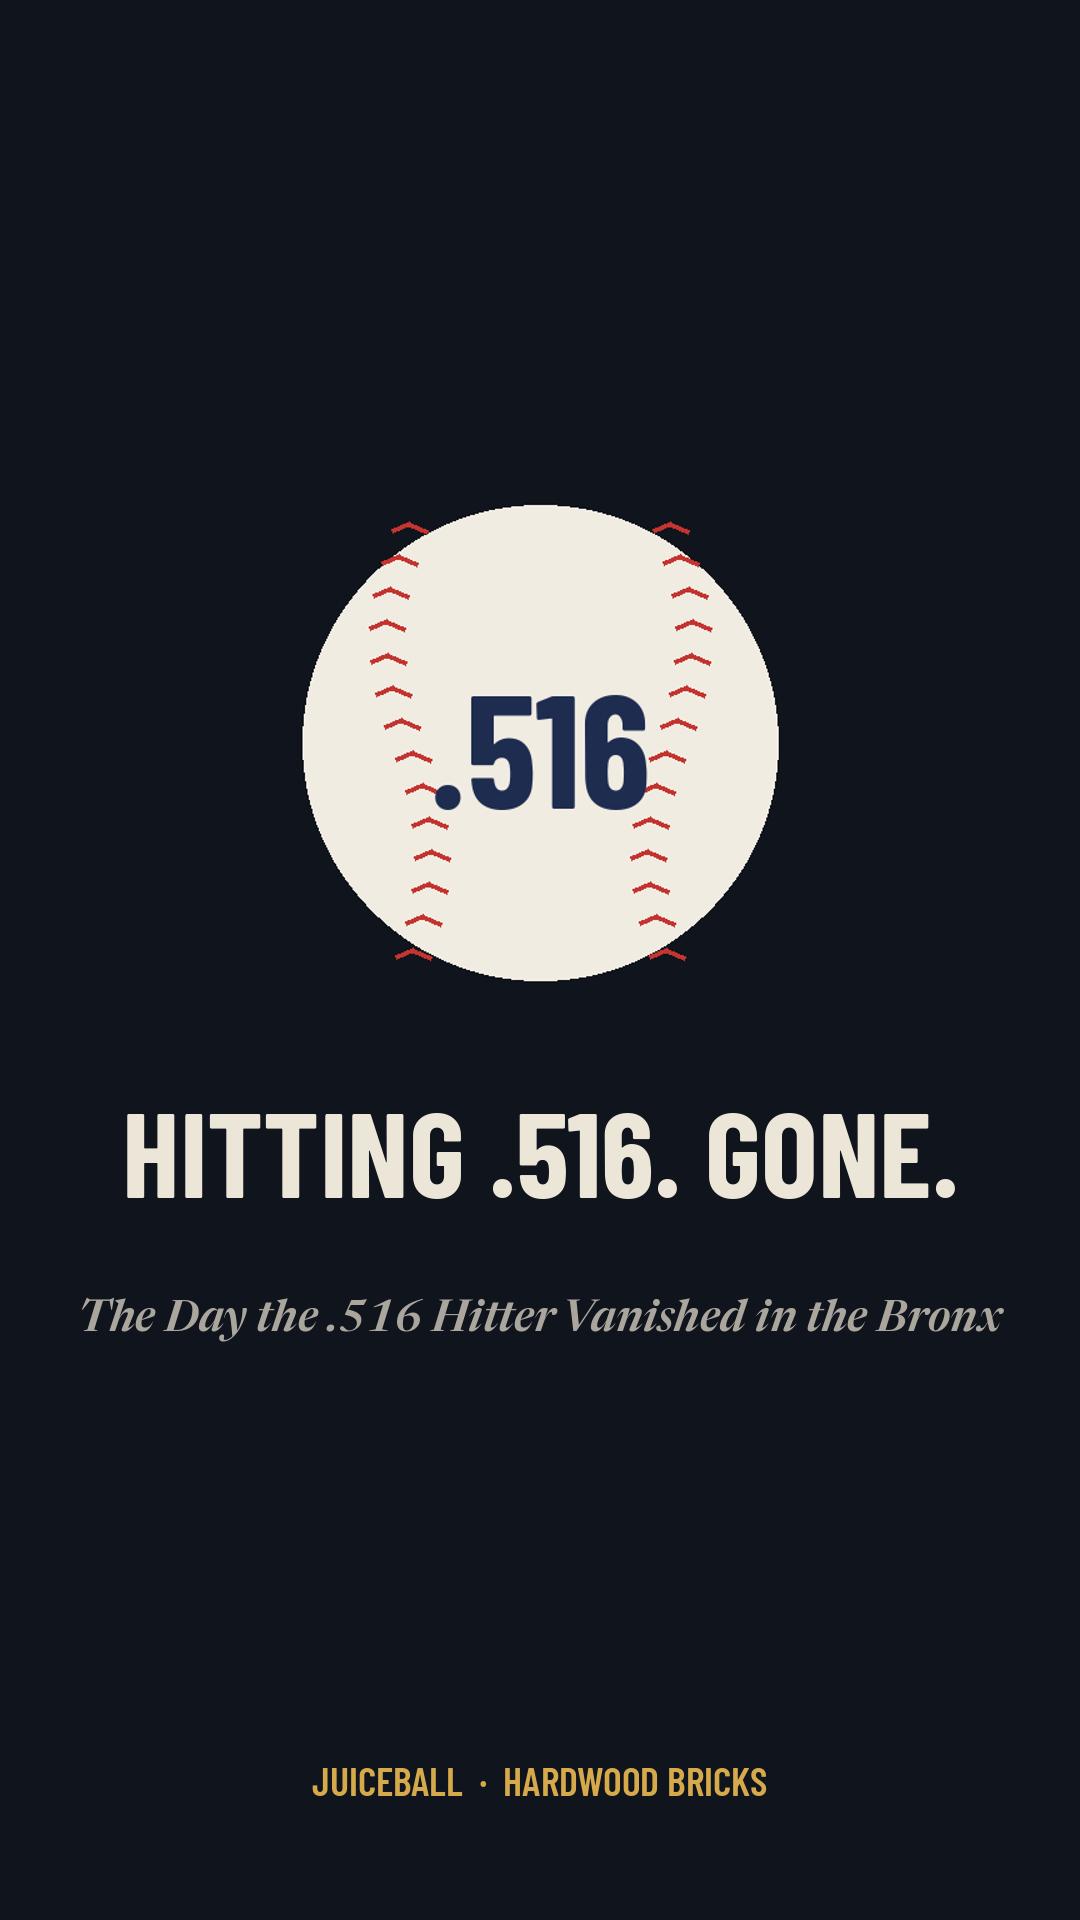 .516
HITTING .516. GONE.
The Day the .516 Hitter Vanished in the Bronx
JUICEBALL · HARDWOOD BRICKS